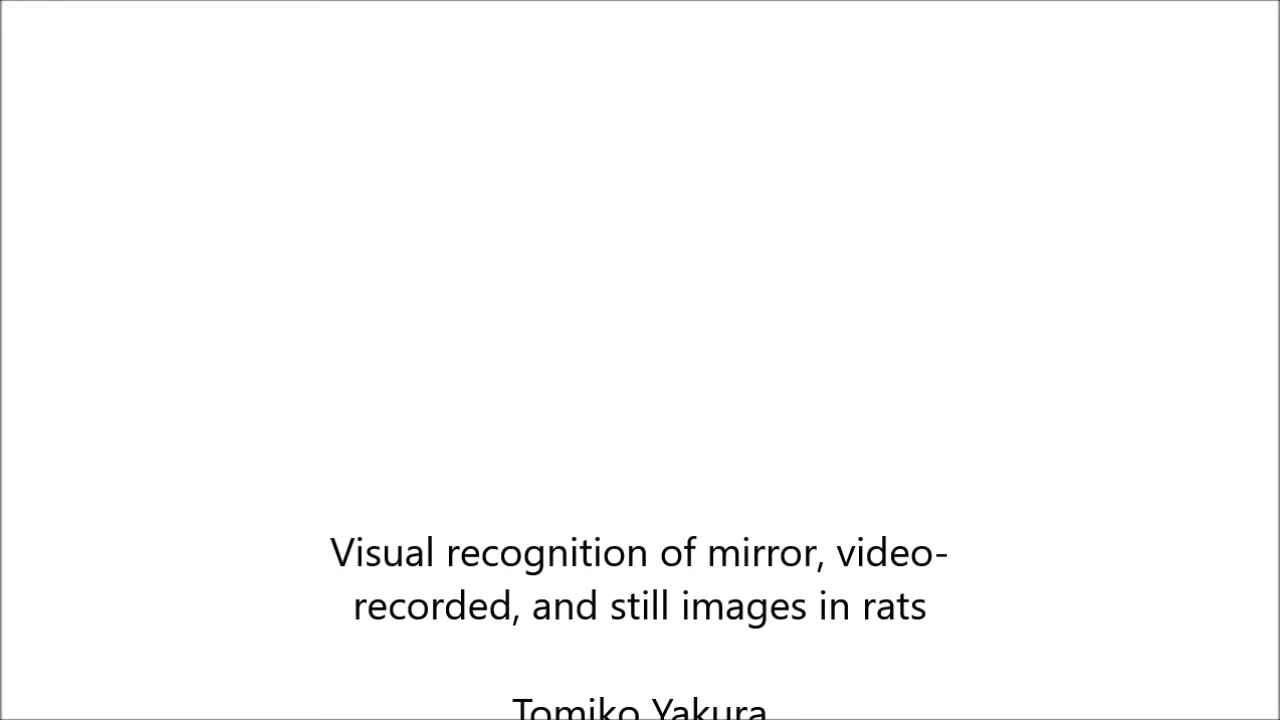 Visual recognition of mirror, video-
recorded, and still images in rats
Tomiko Yakura